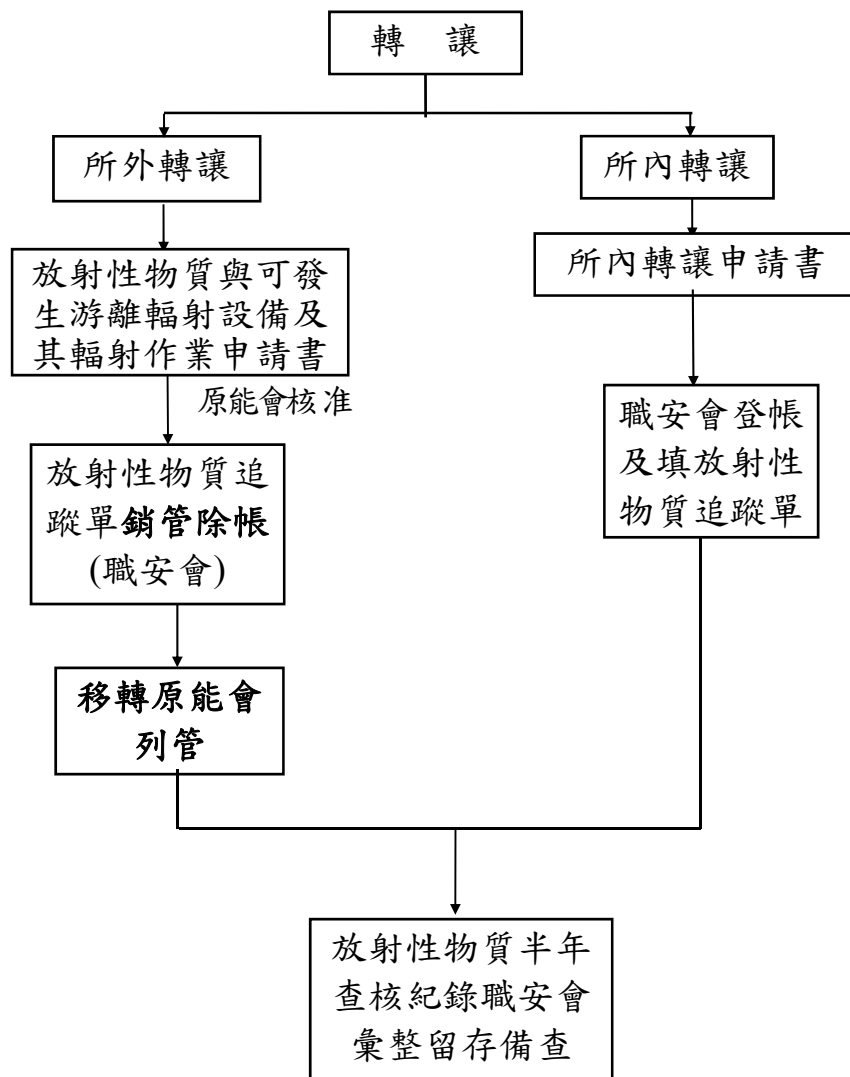 轉 讓
所外轉讓
所內轉讓
放射性物質與可發
生游離輻射設備及
其輻射作業申請書
所內轉讓申請書
原能會核准
放射性物質追
蹤單銷管除帳
(職安會)
職安會登帳
及填放射性
物質追蹤單
移轉原能會
列管
放射性物質半年
查核紀錄職安會
彙整留存備查